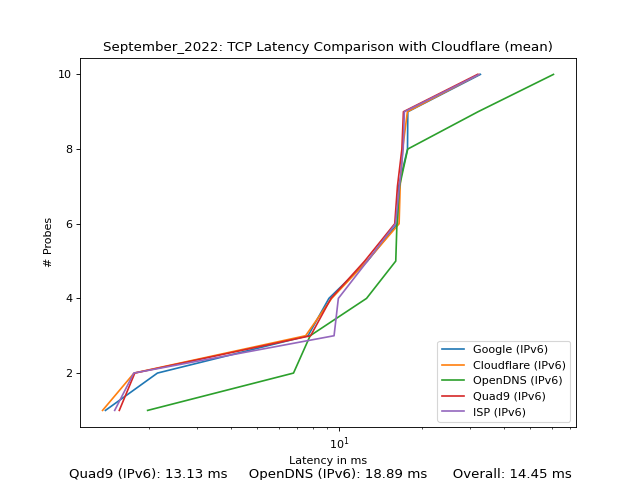 September_2022: TCP Latency Comparison with Cloudflare (mean)
10
8
6
4
2
# Probes
Google (IPv6)
Cloudflare (IPv6)
OpenDNS (IPv6)
Quad9 (IPv6)
ISP (IPv6)
10¹
Latency in ms
Quad9 (IPv6): 13.13 ms OpenDNS (IPv6): 18.89 ms Overall: 14.45 ms